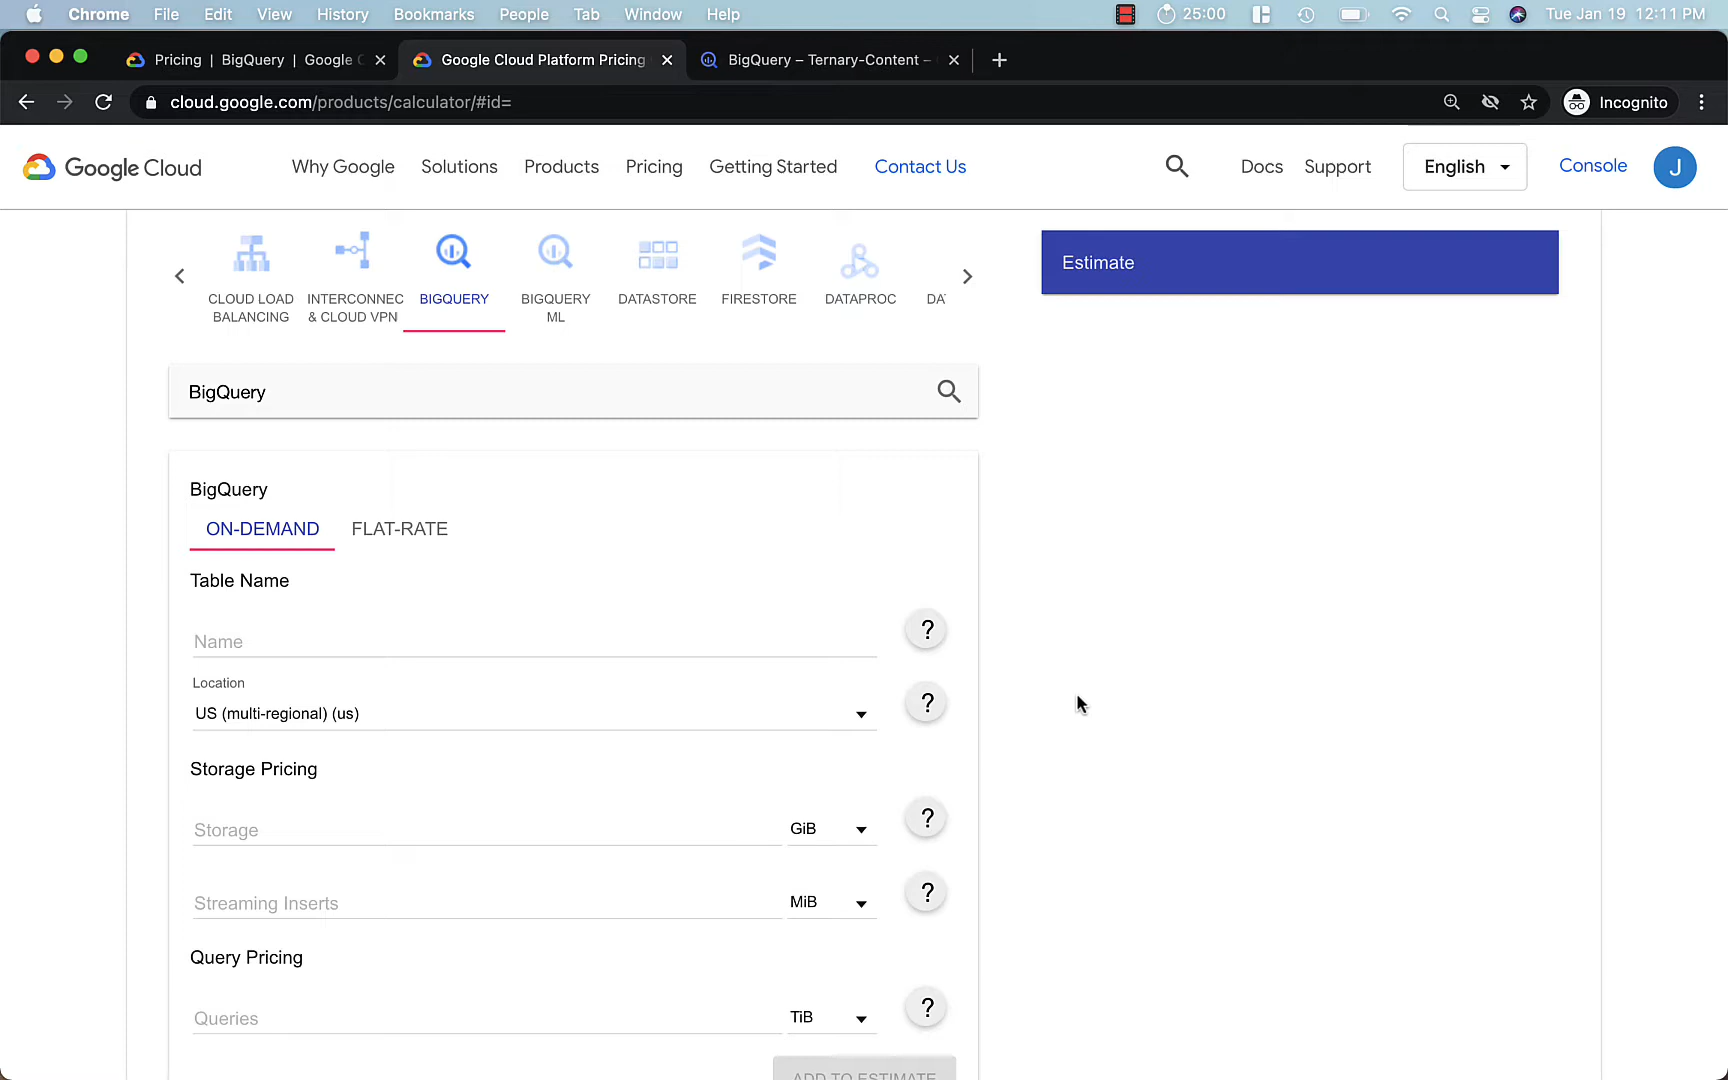 Chrome File Edit View History Bookmarks People Tab Window Help 25:00 Tue Jan 19 12:11 PM
Pricing | BigQuery | Google C
Google Cloud Platform Pricing
BigQuery – Ternary-Content –
cloud.google.com/products/calculator/#id=
Incognito
Google Cloud Why Google Solutions Products Pricing Getting Started Contact Us Docs Support English Console J
CLOUD LOAD BALANCING
INTERCONNEC & CLOUD VPN
BIGQUERY
BIGQUERY ML
DATASTORE
FIRESTORE
DATAPROC
DA
Estimate
BigQuery
BigQuery
ON-DEMAND FLAT-RATE
Table Name
Name ?
Location
US (multi-regional) (us) ?
Storage Pricing
Storage GiB ?
Streaming Inserts MiB ?
Query Pricing
Queries TiB ?
ADD TO ESTIMATE